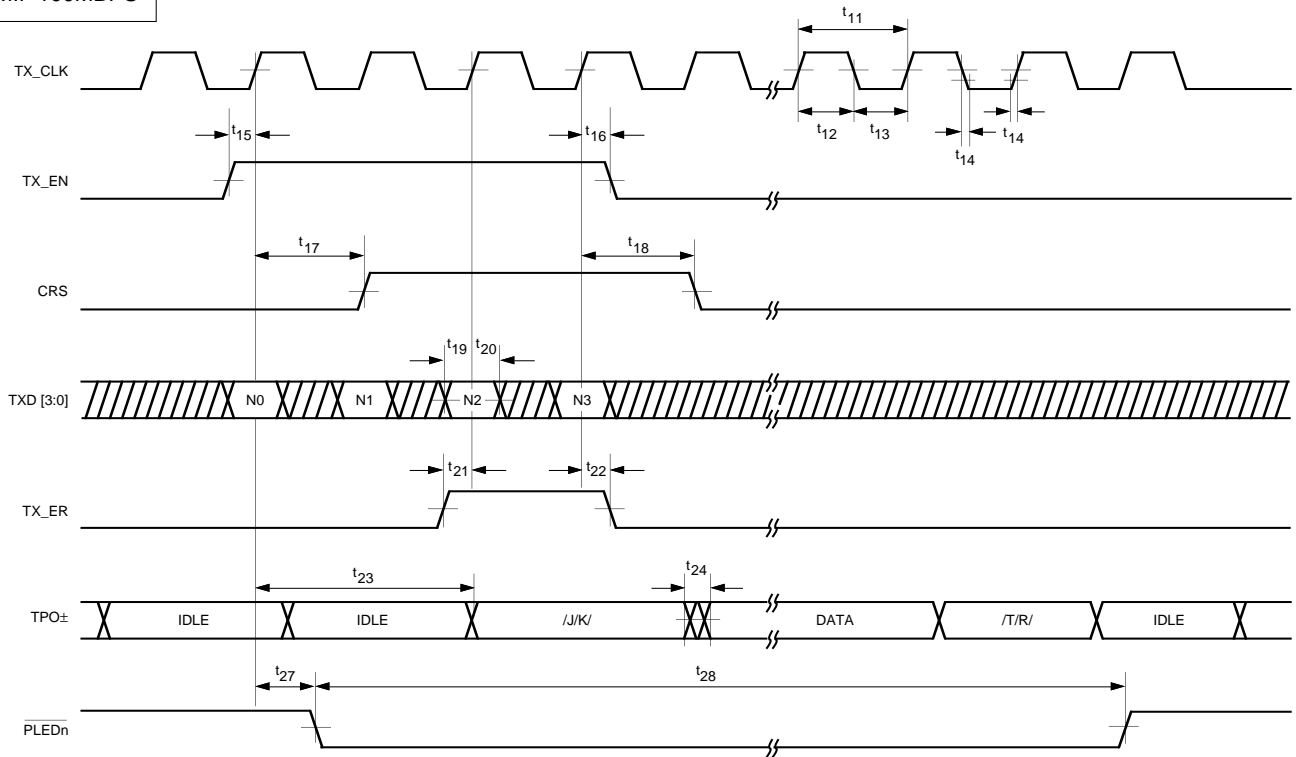 t11
TX_CLK
t15
t16
t12
t13
t14
t14
TX_EN
t17
t18
CRS
t19
t20
TXD [3:0]
N0
N1
N2
N3
t21
t22
TX_ER
t23
t24
TPO±
IDLE
IDLE
/J/K/
DATA
/T/R/
IDLE
t27
t28
PLEDn